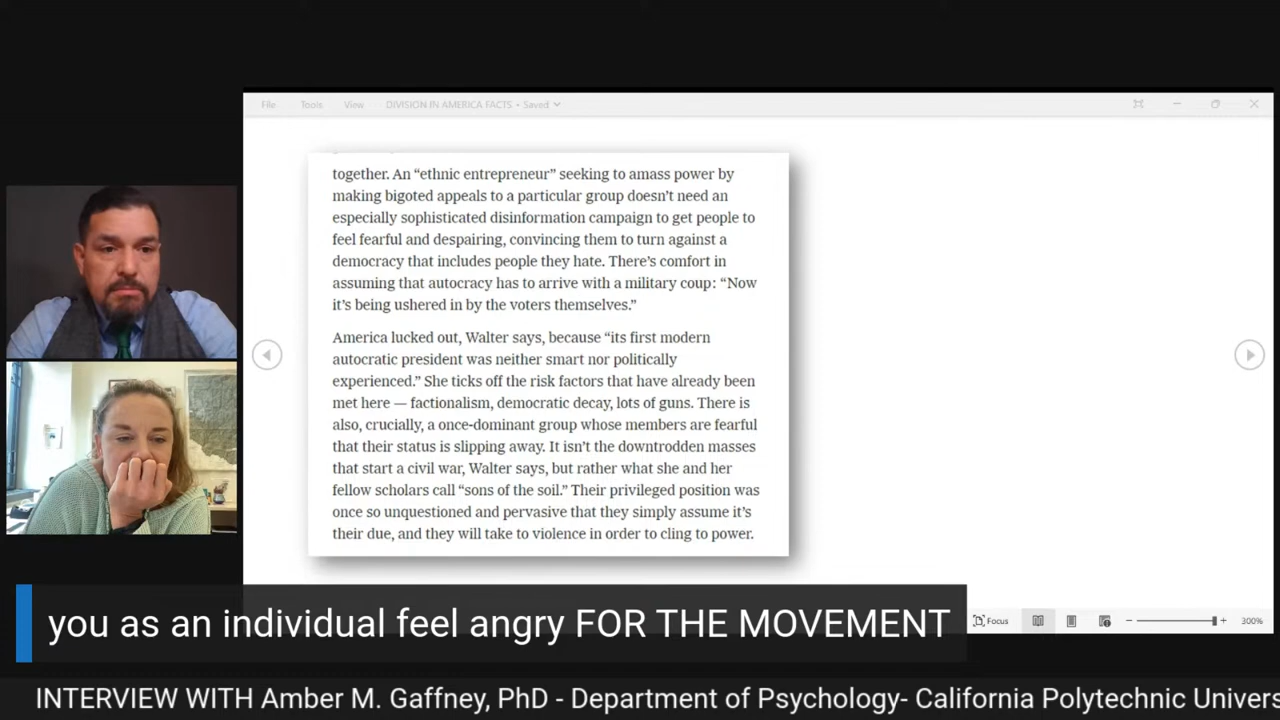 File Tools View DIVISION IN AMERICA FACTS • Saved
together. An “ethnic entrepreneur” seeking to amass power by
making bigoted appeals to a particular group doesn’t need an
especially sophisticated disinformation campaign to get people to
feel fearful and despairing, convincing them to turn against a
democracy that includes people they hate. There’s comfort in
assuming that autocracy has to arrive with a military coup: “Now
it’s being ushered in by the voters themselves.”
America lucked out, Walter says, because “its first modern
autocratic president was neither smart nor politically
experienced.” She ticks off the risk factors that have already been
met here — factionalism, democratic decay, lots of guns. There is
also, crucially, a once-dominant group whose members are fearful
that their status is slipping away. It isn’t the downtrodden masses
that start a civil war, Walter says, but rather what she and her
fellow scholars call “sons of the soil.” Their privileged position was
once so unquestioned and pervasive that they simply assume it’s
their due, and they will take to violence in order to cling to power.
you as an individual feel angry FOR THE MOVEMENT
Focus 300%
INTERVIEW WITH Amber M. Gaffney, PhD - Department of Psychology- California Polytechnic Univers